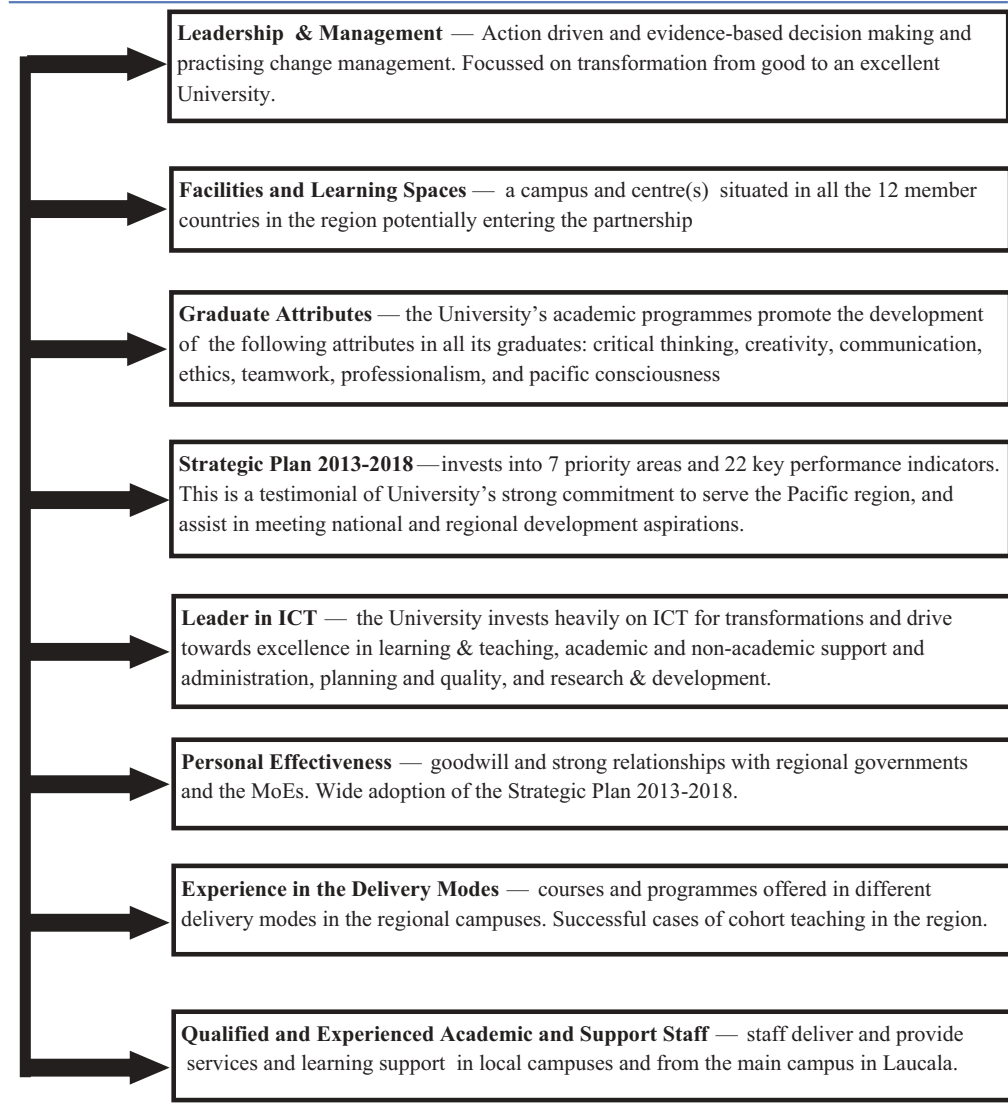 Leadership & Management — Action driven and evidence-based decision making and
practising change management. Focussed on transformation from good to an excellent
University.
Facilities and Learning Spaces — a campus and centre(s) situated in all the 12 member
countries in the region potentially entering the partnership
Graduate Attributes — the University’s academic programmes promote the development
of the following attributes in all its graduates: critical thinking, creativity, communication,
ethics, teamwork, professionalism, and pacific consciousness
Strategic Plan 2013-2018 — invests into 7 priority areas and 22 key performance indicators.
This is a testimonial of University’s strong commitment to serve the Pacific region, and
assist in meeting national and regional development aspirations.
Leader in ICT — the University invests heavily on ICT for transformations and drive
towards excellence in learning & teaching, academic and non-academic support and
administration, planning and quality, and research & development.
Personal Effectiveness — goodwill and strong relationships with regional governments
and the MoEs. Wide adoption of the Strategic Plan 2013-2018.
Experience in the Delivery Modes — courses and programmes offered in different
delivery modes in the regional campuses. Successful cases of cohort teaching in the region.
Qualified and Experienced Academic and Support Staff — staff deliver and provide
services and learning support in local campuses and from the main campus in Laucala.